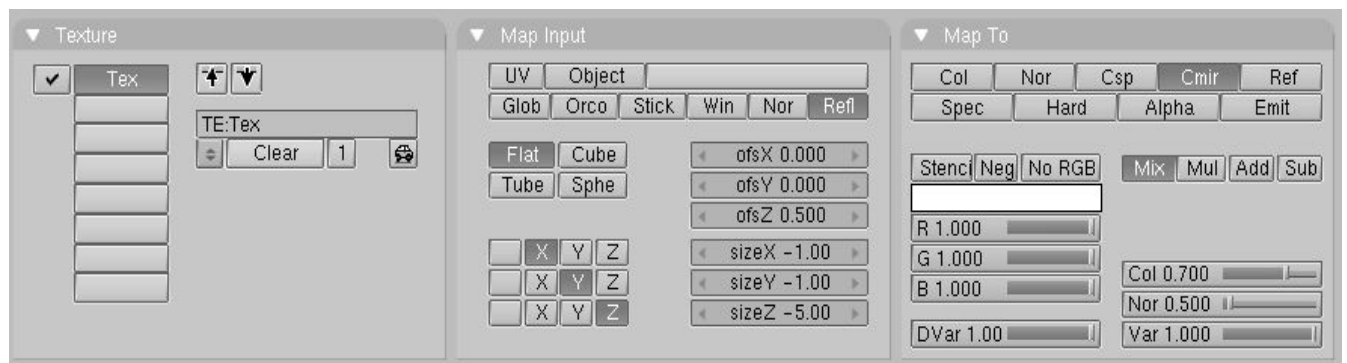 Texture
Tex
TE:Tex
Clear 1
Map Input
UV Object
Glob Orco Stick Win Nor Refl
Flat Cube
Tube Sphe
ofsX 0.000
ofsY 0.000
ofsZ 0.500
X Y Z
X Y Z
X Y Z
sizeX -1.00
sizeY -1.00
sizeZ -5.00
Map To
Col Nor Csp Cmir Ref
Spec Hard Alpha Emit
Stenci Neg No RGB
Mix Mul Add Sub
R 1.000
G 1.000
B 1.000
DVar 1.00
Col 0.700
Nor 0.500
Var 1.000